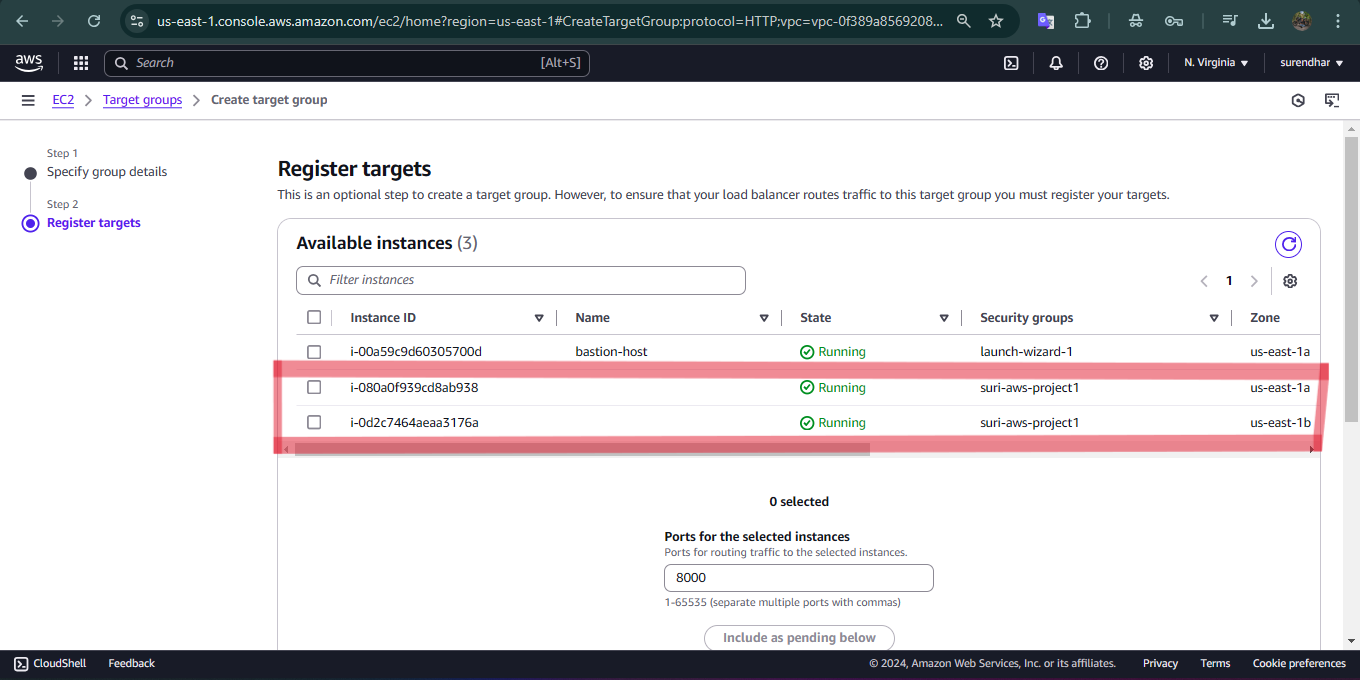 us-east-1.console.aws.amazon.com/ec2/home?region=us-east-1#CreateTargetGroup:protocol=HTTP;vpc=vpc-0f389a8569208...
aws
Search [Alt+S]
N. Virginia
surendhar
EC2 > Target groups > Create target group
Step 1
Specify group details
Step 2
Register targets
Register targets
This is an optional step to create a target group. However, to ensure that your load balancer routes traffic to this target group you must register your targets.
Available instances (3)
Filter instances
1
Instance ID Name State Security groups Zone
i-00a59c9d60305700d bastion-host Running launch-wizard-1 us-east-1a
i-080a0f939cd8ab938 Running suri-aws-project1 us-east-1a
i-0d2c7464aeaa3176a Running suri-aws-project1 us-east-1b
0 selected
Ports for the selected instances
Ports for routing traffic to the selected instances.
8000
1-65535 (separate multiple ports with commas)
Include as pending below
CloudShell Feedback © 2024, Amazon Web Services, Inc. or its affiliates. Privacy Terms Cookie preferences